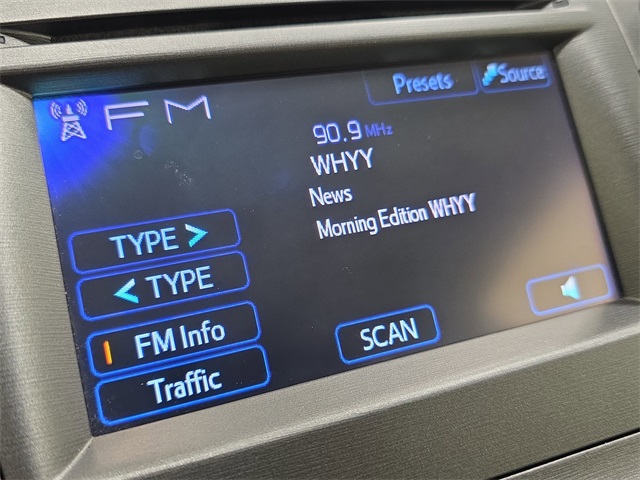 Presets
Source
FM
90.9 MHz
WHYY
News
Morning Edition WHYY
TYPE >
< TYPE
FM Info
SCAN
Traffic